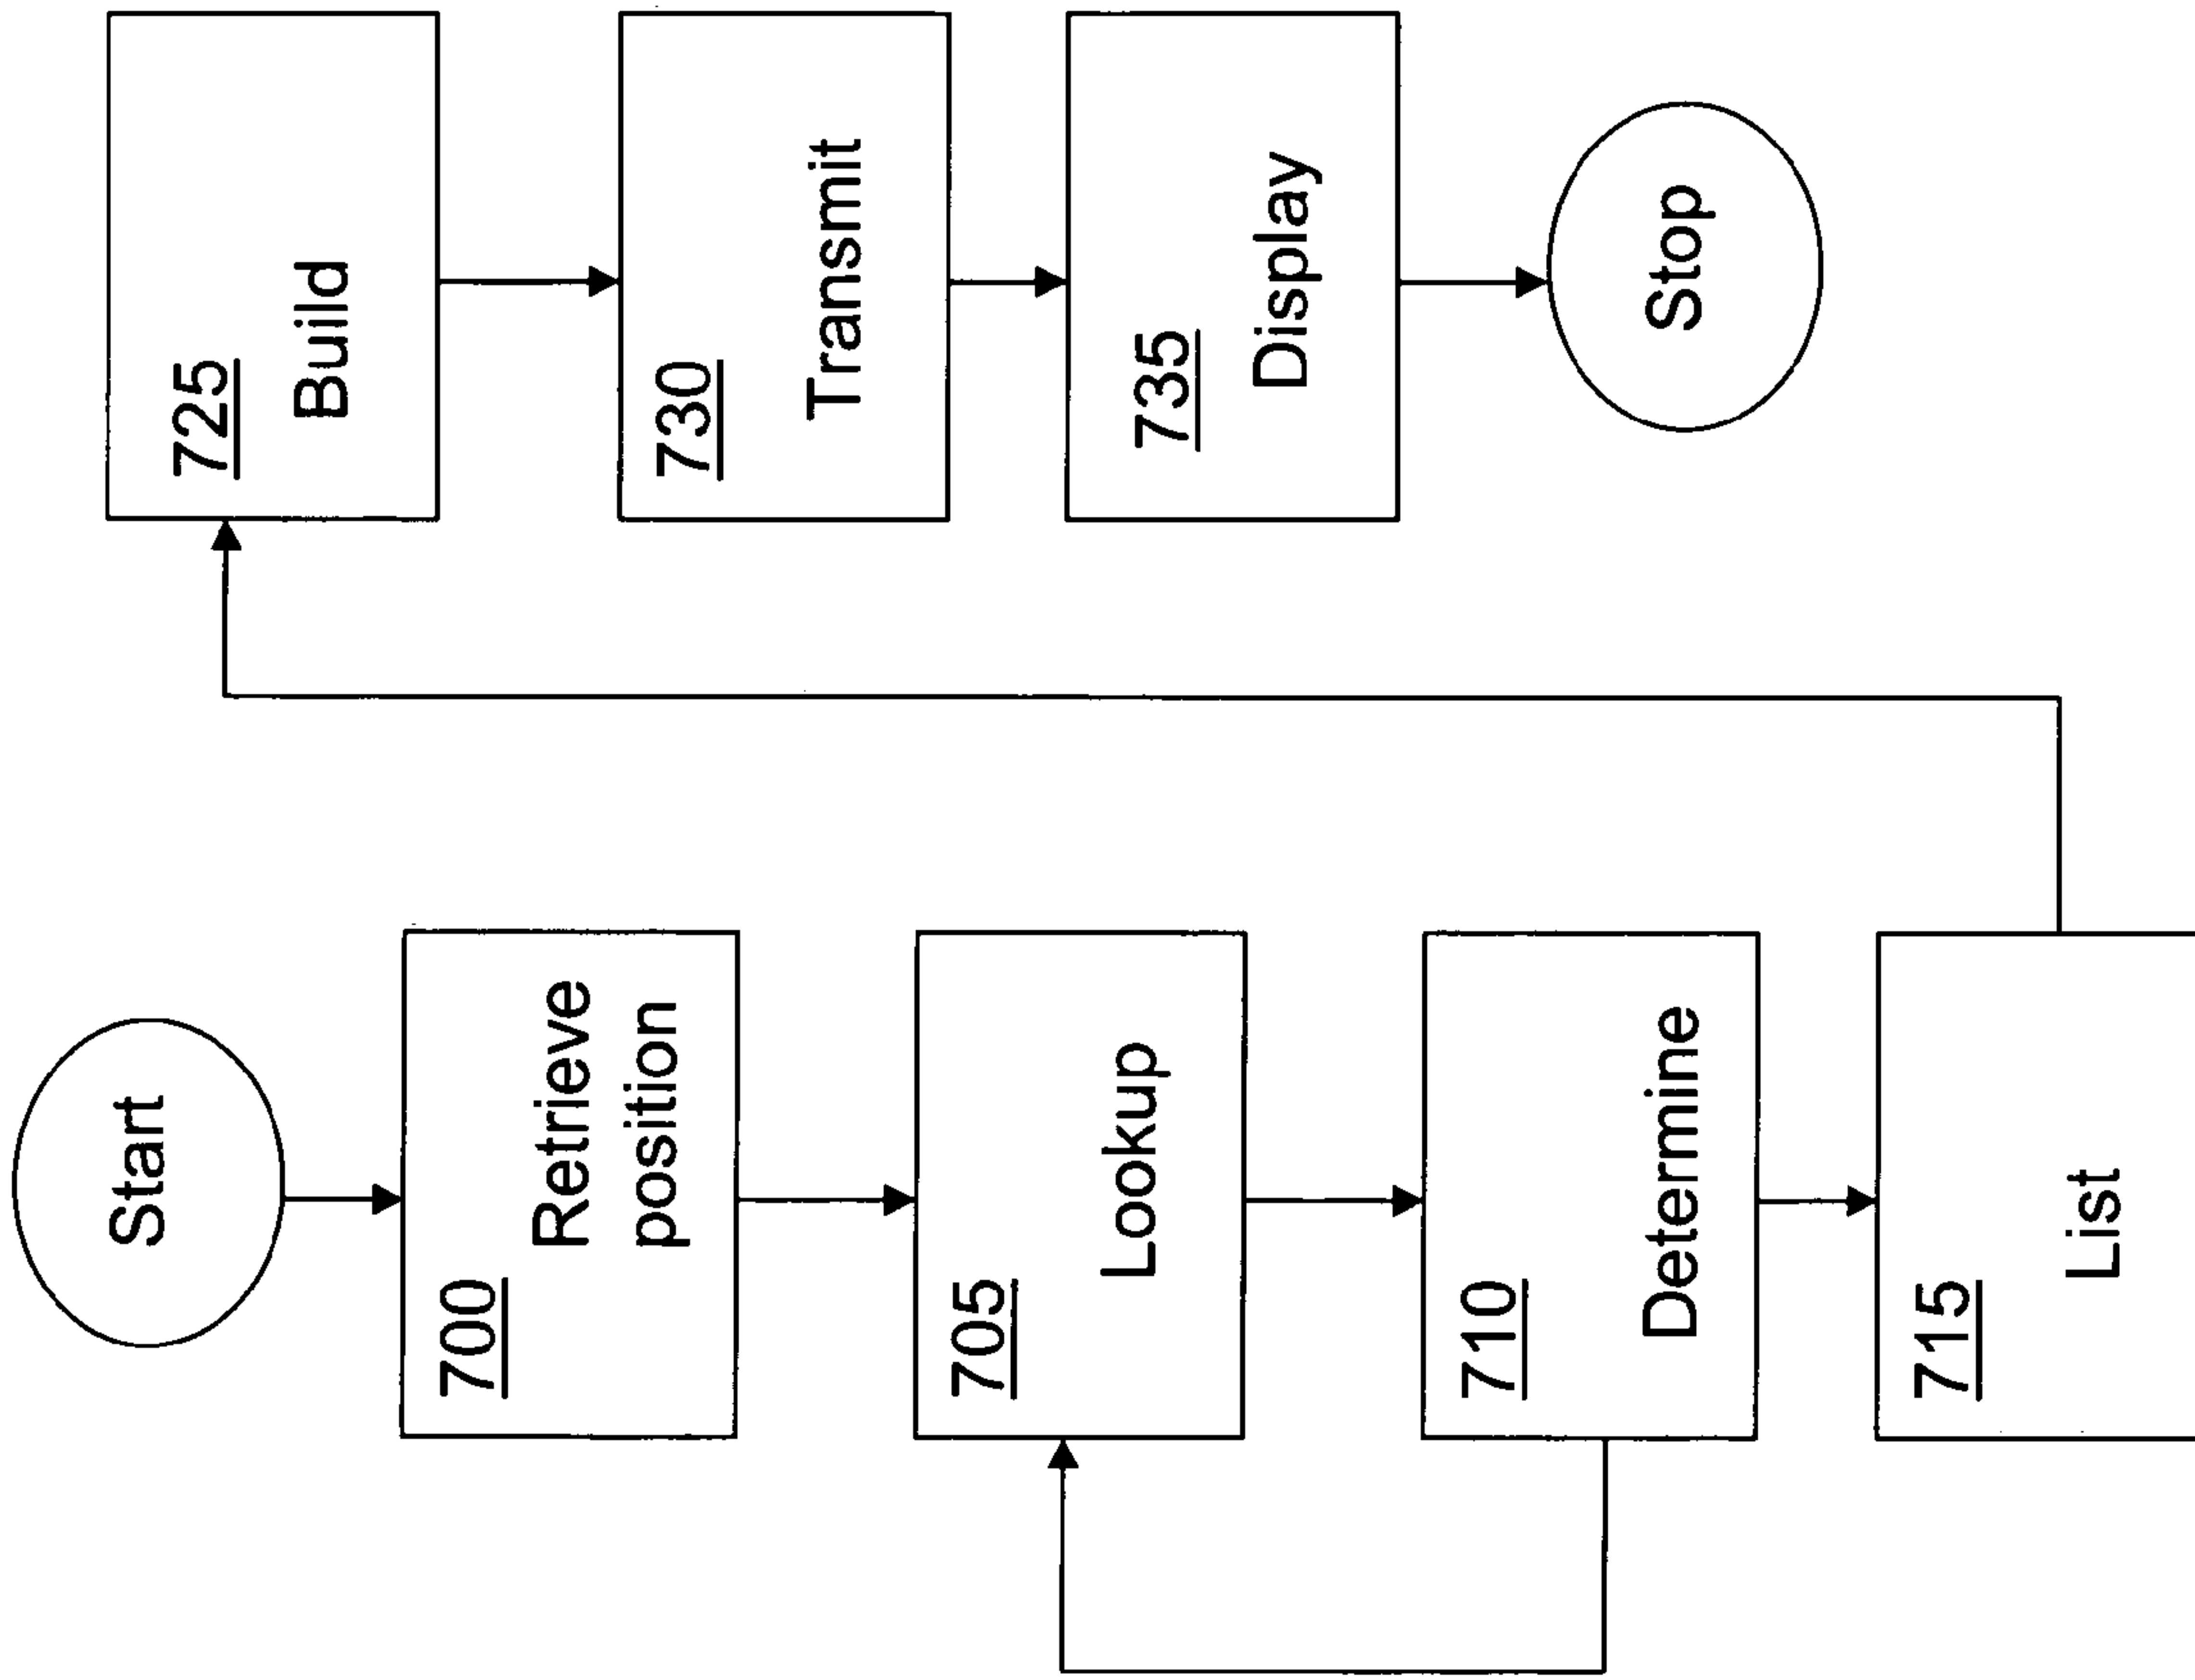 Start
700
Retrieve
position
705
Lookup
710
Determine
715
List
725
Build
730
Transmit
735
Display
Stop